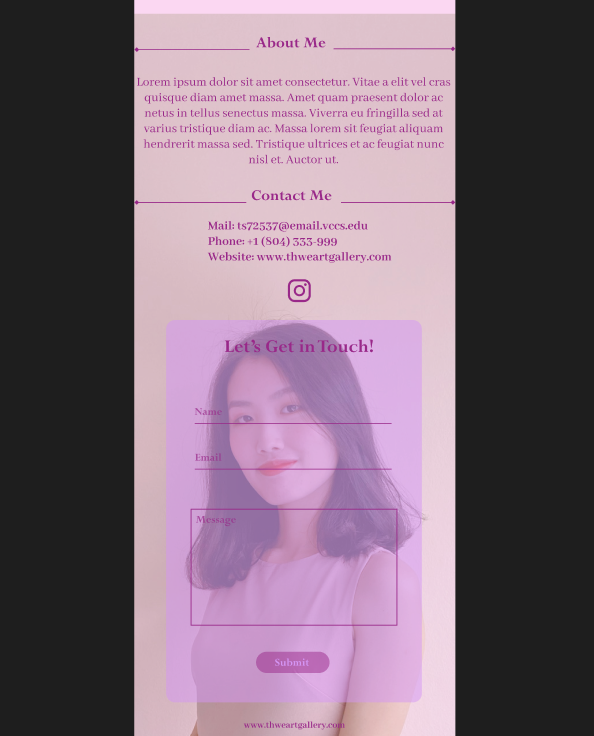 About Me
Lorem ipsum dolor sit amet consectetur. Vitae a elit vel cras
quisque diam amet massa. Amet quam praesent dolor ac
netus in tellus senectus massa. Viverra eu fringilla sed at
varius tristique diam ac. Massa lorem sit feugiat aliquam
hendrerit massa sed. Tristique ultrices et ac feugiat nunc
nisl et. Auctor ut.
Contact Me
Mail: ts72537@email.vccs.edu
Phone: +1 (804) 333-999
Website: www.thweartgallery.com
Let's Get in Touch!
Name
Email
Message
Submit
www.thweartgallery.com